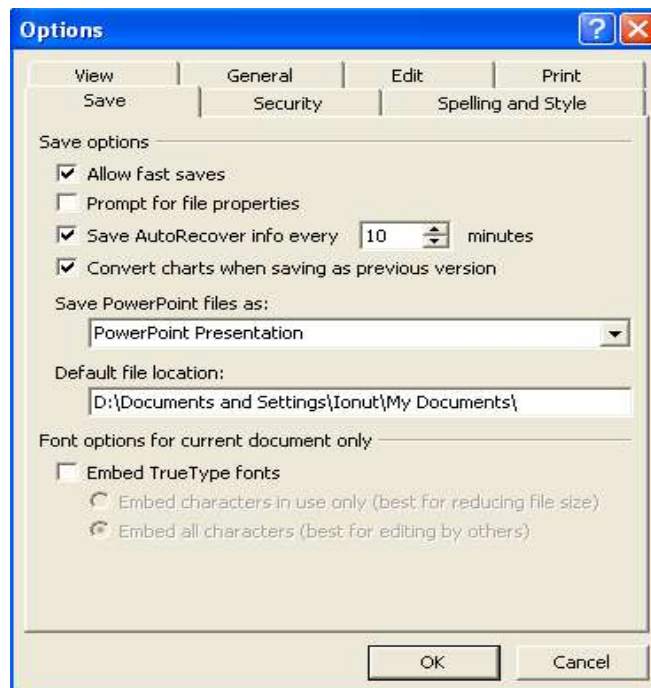 Options
View General Edit Print
Save Security Spelling and Style
Save options
Allow fast saves
Prompt for file properties
Save AutoRecover info every 10 minutes
Convert charts when saving as previous version
Save PowerPoint files as:
PowerPoint Presentation
Default file location:
D:\Documents and Settings\Ionut\My Documents\
Font options for current document only
Embed TrueType fonts
Embed characters in use only (best for reducing file size)
Embed all characters (best for editing by others)
OK Cancel